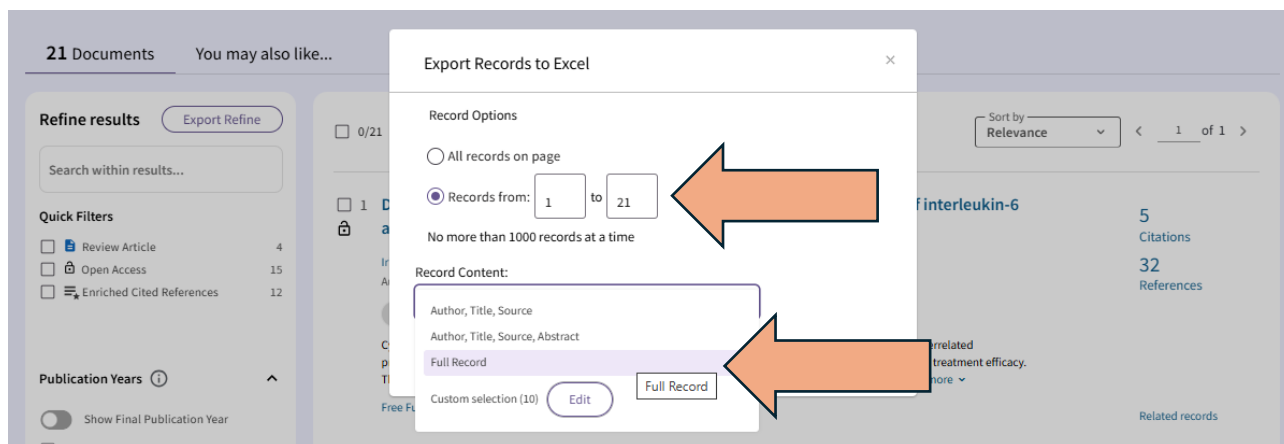 21 Documents
You may also like...
Refine results
Export Refine
Search within results...
Quick Filters
Review Article 4
Open Access 15
Enriched Cited References 12
Publication Years
Show Final Publication Year
Export Records to Excel
Record Options
All records on page
Records from: 1 to 21
No more than 1000 records at a time
Record Content:
Author, Title, Source
Author, Title, Source, Abstract
Full Record
Full Record
Custom selection (10)
Edit
0/21
Sort by
Relevance
1 of 1
1
f interleukin-6
5
Citations
32
References
treatment efficacy.
Related records